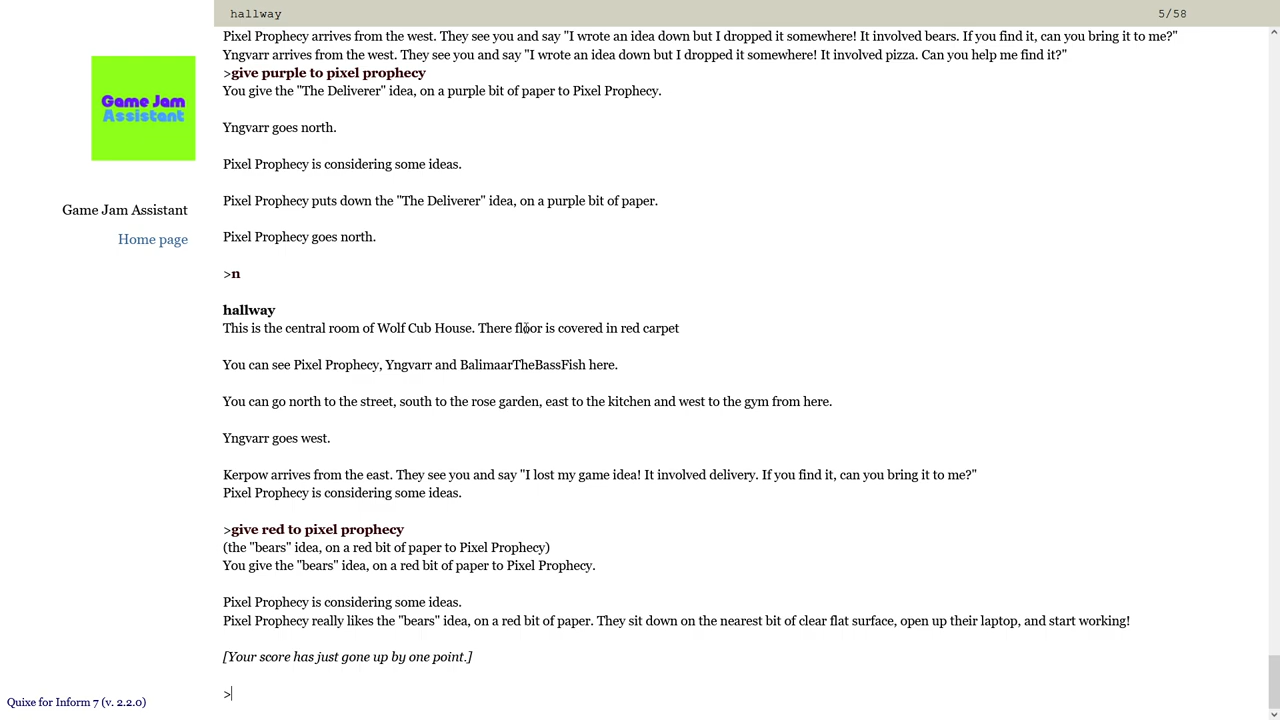 hallway 5/58
Pixel Prophecy arrives from the west. They see you and say "I wrote an idea down but I dropped it somewhere! It involved bears. If you find it, can you bring it to me?"
Yngvarr arrives from the west. They see you and say "I wrote an idea down but I dropped it somewhere! It involved pizza. Can you help me find it?"
>give purple to pixel prophecy
You give the "The Deliverer" idea, on a purple bit of paper to Pixel Prophecy.
Yngvarr goes north.
Pixel Prophecy is considering some ideas.
Pixel Prophecy puts down the "The Deliverer" idea, on a purple bit of paper.
Pixel Prophecy goes north.
>n
hallway
This is the central room of Wolf Cub House. There floor is covered in red carpet
You can see Pixel Prophecy, Yngvarr and BalimaarTheBassFish here.
You can go north to the street, south to the rose garden, east to the kitchen and west to the gym from here.
Yngvarr goes west.
Kerpow arrives from the east. They see you and say "I lost my game idea! It involved delivery. If you find it, can you bring it to me?"
Pixel Prophecy is considering some ideas.
>give red to pixel prophecy
(the "bears" idea, on a red bit of paper to Pixel Prophecy)
You give the "bears" idea, on a red bit of paper to Pixel Prophecy.
Pixel Prophecy is considering some ideas.
Pixel Prophecy really likes the "bears" idea, on a red bit of paper. They sit down on the nearest bit of clear flat surface, open up their laptop, and start working!
[Your score has just gone up by one point.]
>
Game Jam
Assistant
Game Jam Assistant
Home page
Quixe for Inform 7 (v. 2.2.0)